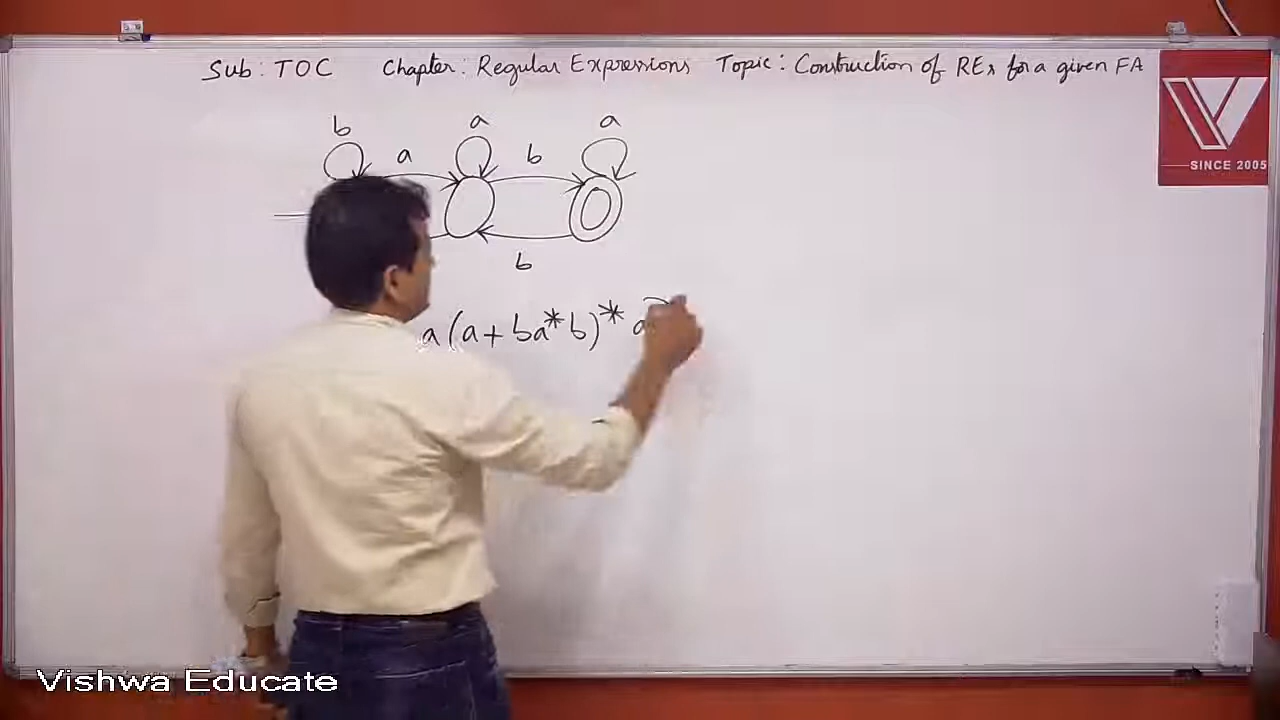 Sub: TOC Chapter: Regular Expressions Topic: Construction of REs for a given FA
SINCE 2005
b a a
a b
b
a(a+ba*b)* a
Vishwa Educate